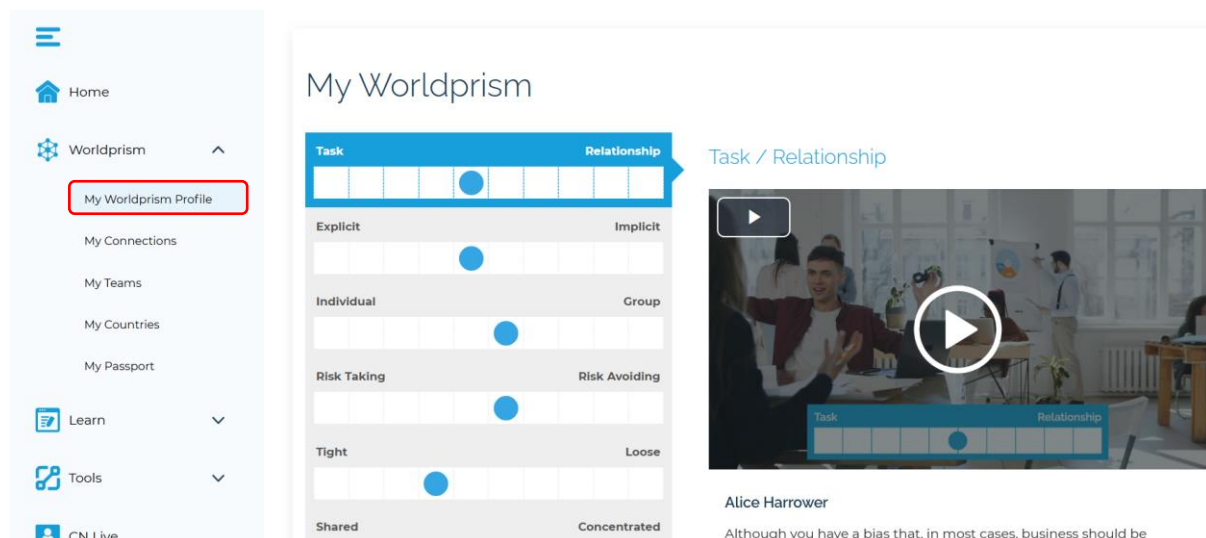 Home
Worldprism
My Worldprism Profile
My Connections
My Teams
My Countries
My Passport
Learn
Tools
CN Live
My Worldprism
Task Relationship
Explicit Implicit
Individual Group
Risk Taking Risk Avoiding
Tight Loose
Shared Concentrated
Task / Relationship
Task Relationship
Alice Harrower
Although you have a bias that, in most cases, business should be